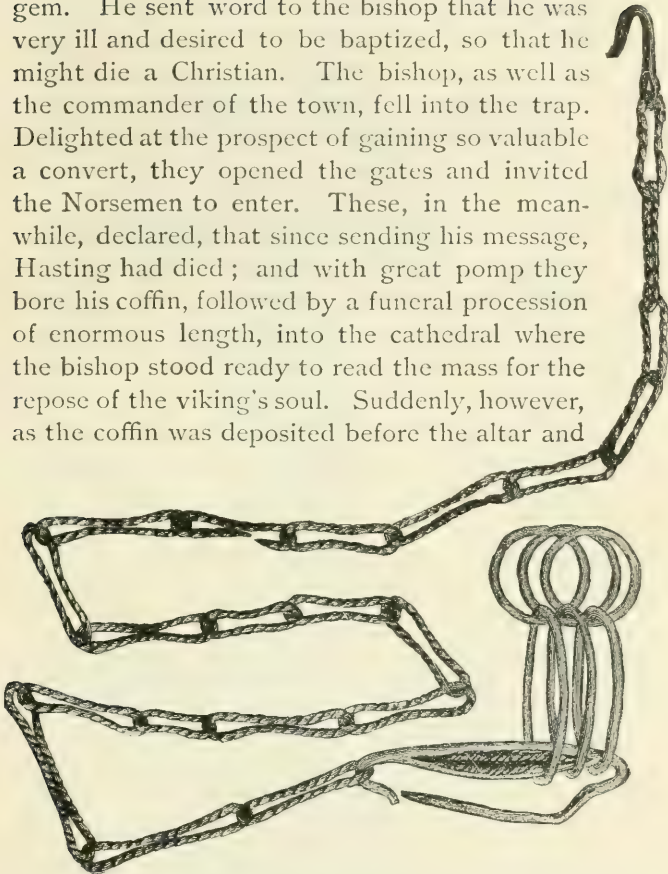 gem. He sent word to the bishop that he was
very ill and desired to be baptized, so that he
might die a Christian. The bishop, as well as
the commander of the town, fell into the trap.
Delighted at the prospect of gaining so valuable
a convert, they opened the gates and invited
the Norsemen to enter. These, in the mean-
while, declared, that since sending his message,
Hasting had died ; and with great pomp they
bore his coffin, followed by a funeral procession
of enormous length, into the cathedral where
the bishop stood ready to read the mass for the
repose of the viking's soul. Suddenly, however,
as the coffin was deposited before the altar and